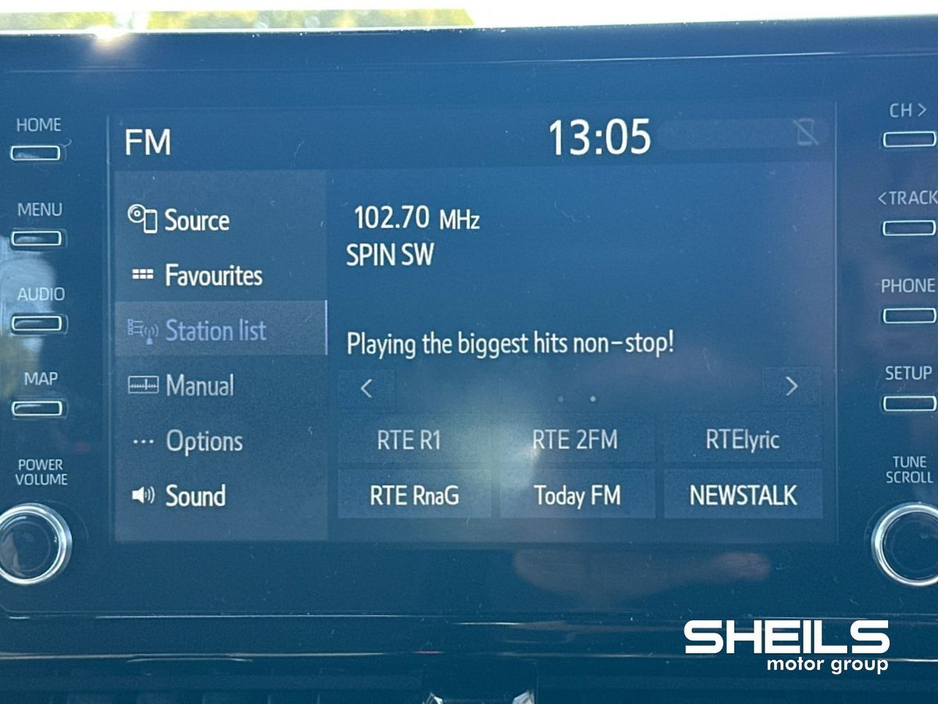 HOME
MENU
AUDIO
MAP
POWER
VOLUME
FM
13:05
Source
Favourites
Station list
Manual
Options
Sound
102.70 MHz
SPIN SW
Playing the biggest hits non-stop!
< >
RTE R1 RTE 2FM RTElyric
RTE RnaG Today FM NEWSTALK
CH >
< TRACK
PHONE
SETUP
TUNE
SCROLL
SHEILS
motor group